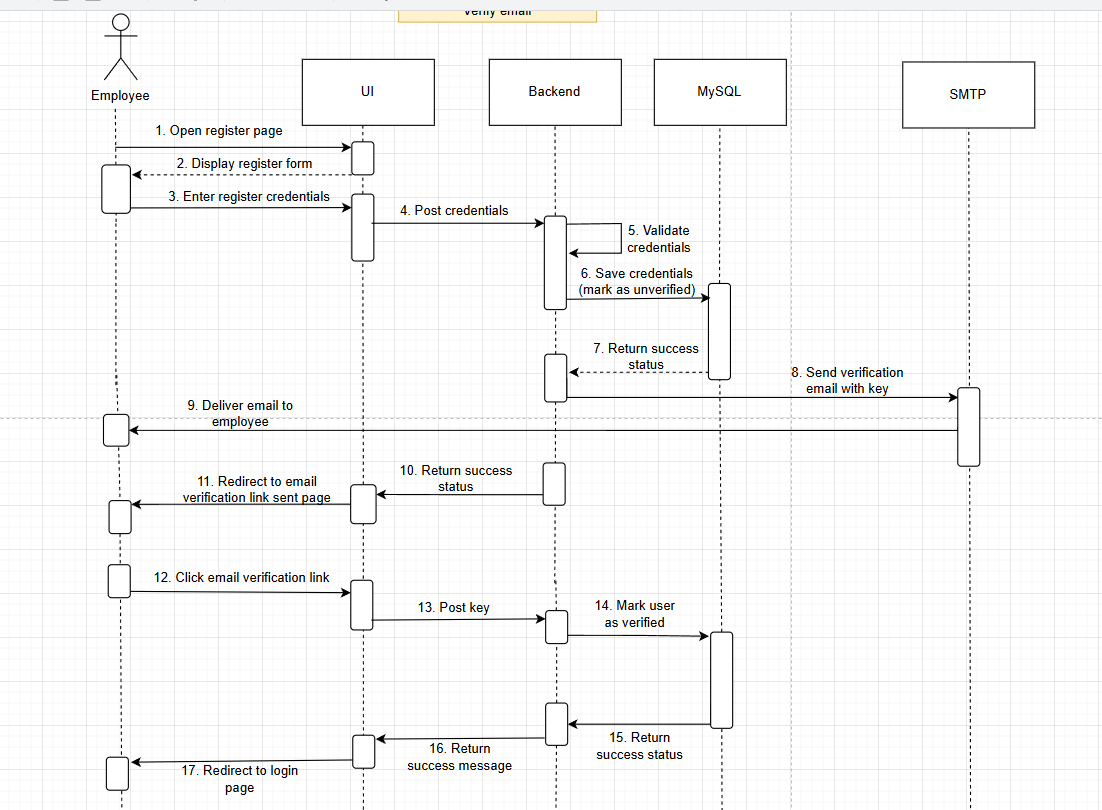 Verify email
Employee
UI
Backend
MySQL
SMTP
1. Open register page
2. Display register form
3. Enter register credentials
4. Post credentials
5. Validate
credentials
6. Save credentials
(mark as unverified)
7. Return success
status
8. Send verification
email with key
9. Deliver email to
employee
10. Return success
status
11. Redirect to email
verification link sent page
12. Click email verification link
13. Post key
14. Mark user
as verified
15. Return
success status
16. Return
success message
17. Redirect to login
page